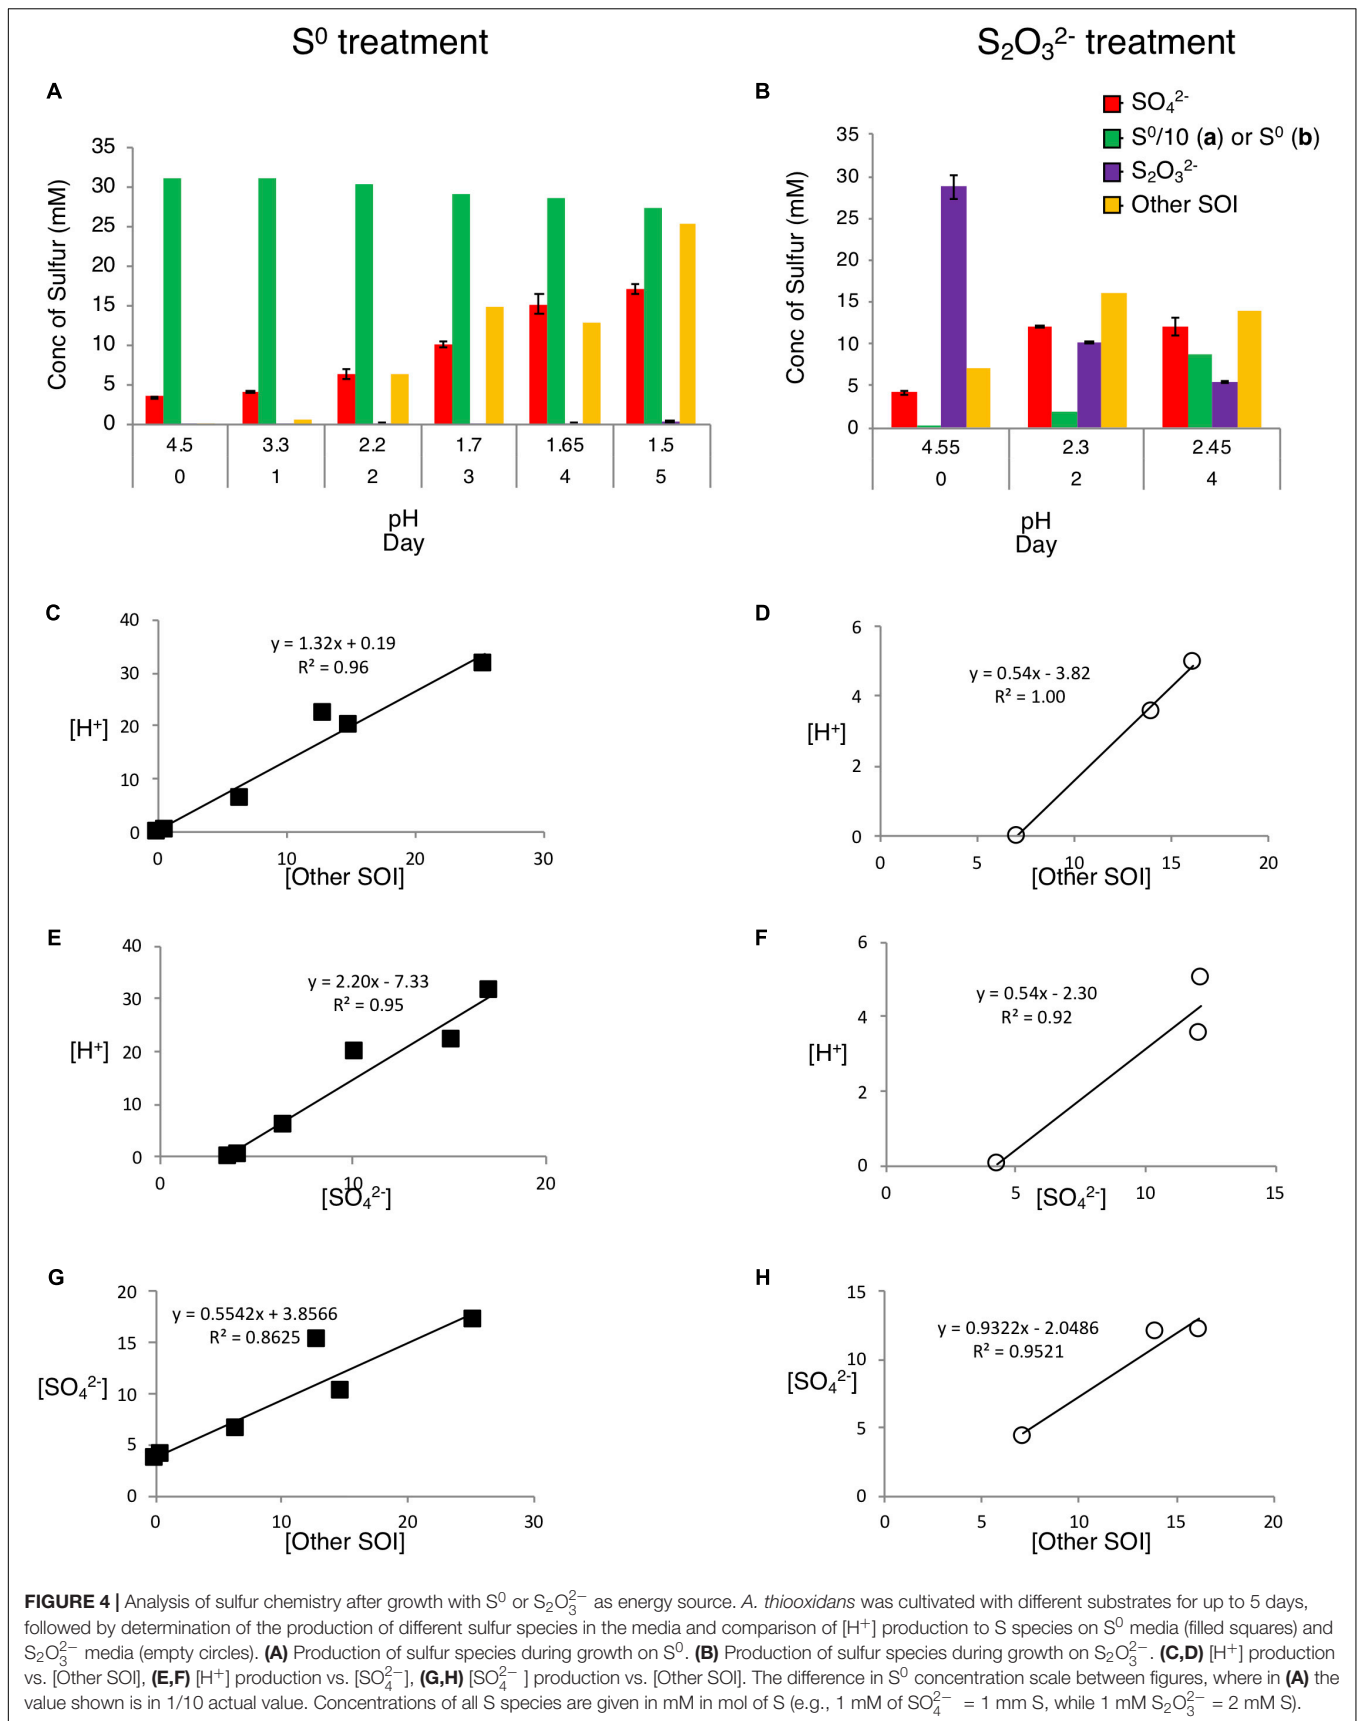 S⁰ treatment
S₂O₃²⁻ treatment
A
35
30
25
20
15
10
5
0
Conc of Sulfur (mM)
4.5 3.3 2.2 1.7 1.65 1.5
0 1 2 3 4 5
pH
Day
B
SO₄²⁻
S⁰/10 (a) or S⁰ (b)
S₂O₃²⁻
Other SOI
35
30
25
20
15
10
5
0
Conc of Sulfur (mM)
4.55 2.3 2.45
0 2 4
pH
Day
C
40
30
20
10
0
[H⁺]
y = 1.32x + 0.19
R² = 0.96
0 10 20 30
[Other SOI]
D
6
4
2
0
[H⁺]
y = 0.54x - 3.82
R² = 1.00
0 5 10 15 20
[Other SOI]
E
40
30
20
10
0
[H⁺]
y = 2.20x - 7.33
R² = 0.95
0 10 20
[SO₄²⁻]
F
6
4
2
0
[H⁺]
y = 0.54x - 2.30
R² = 0.92
0 5 10 15
[SO₄²⁻]
G
20
15
10
5
0
[SO₄²⁻]
y = 0.5542x + 3.8566
R² = 0.8625
0 10 20 30
[Other SOI]
H
15
10
5
0
[SO₄²⁻]
y = 0.9322x - 2.0486
R² = 0.9521
0 5 10 15 20
[Other SOI]
FIGURE 4 | Analysis of sulfur chemistry after growth with S⁰ or S₂O₃²⁻ as energy source. A. thiooxidans was cultivated with different substrates for up to 5 days,
followed by determination of the production of different sulfur species in the media and comparison of [H⁺] production to S species on S⁰ media (filled squares) and
S₂O₃²⁻ media (empty circles). (A) Production of sulfur species during growth on S⁰. (B) Production of sulfur species during growth on S₂O₃²⁻. (C,D) [H⁺] production
vs. [Other SOI], (E,F) [H⁺] production vs. [SO₄²⁻], (G,H) [SO₄²⁻ ] production vs. [Other SOI]. The difference in S⁰ concentration scale between figures, where in (A) the
value shown is in 1/10 actual value. Concentrations of all S species are given in mM in mol of S (e.g., 1 mM of SO₄²⁻ = 1 mm S, while 1 mM S₂O₃²⁻ = 2 mM S).